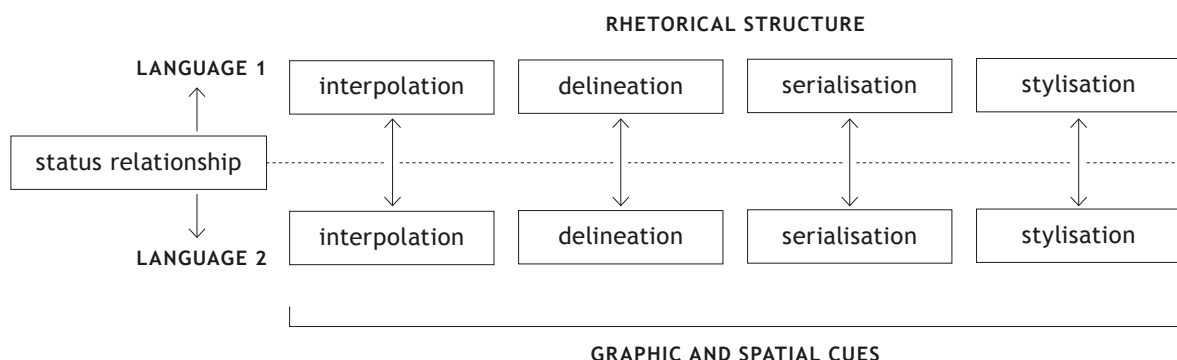 RHETORICAL STRUCTURE
LANGUAGE 1
interpolation delineation serialisation stylisation
status relationship
interpolation delineation serialisation stylisation
LANGUAGE 2
GRAPHIC AND SPATIAL CUES